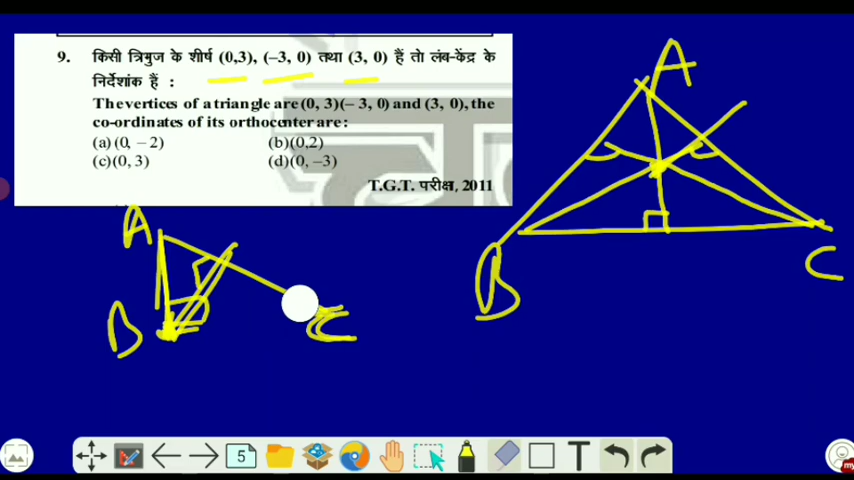 9. किसी त्रिभुज के शीर्ष (0,3), (–3, 0) तथा (3, 0) हैं तो लंब-केंद्र के
निर्देशांक हैं :
The vertices of a triangle are (0, 3)(– 3, 0) and (3, 0), the
co-ordinates of its orthocenter are :
(a) (0, – 2) (b) (0,2)
(c) (0, 3) (d) (0, –3)
T.G.T. परीक्षा, 2011
A
B
C
A
B
C
5 T
my